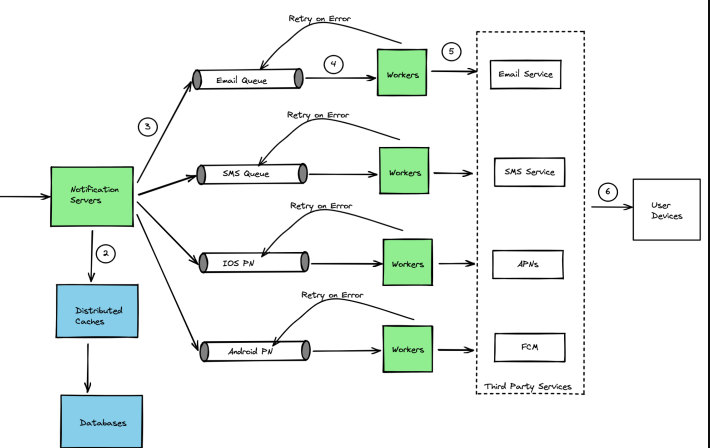 Retry on Error
4
5
Email Queue
Workers
Email Service
3
Retry on Error
SMS Queue
Workers
SMS Service
Notification
Servers
6
User
Devices
Retry on Error
2
IOS PN
Workers
APNs
Retry on Error
Distributed
Caches
Android PN
Workers
FCM
Third Party Services
Databases